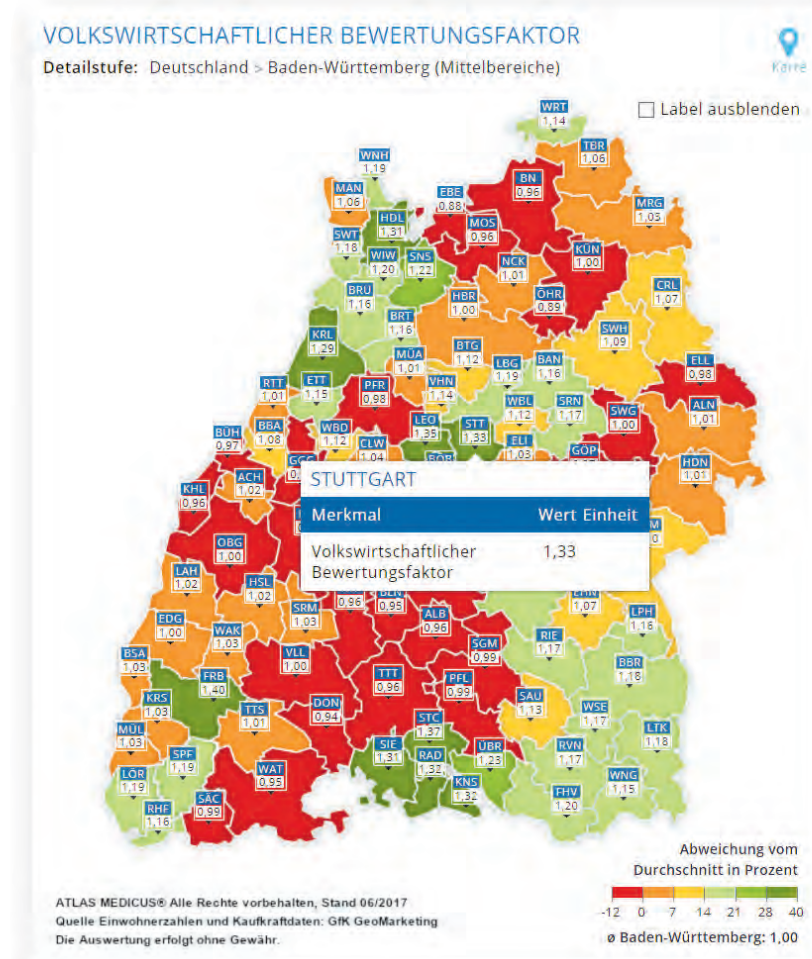 VOLKSWIRTSCHAFTLICHER BEWERTUNGSFAKTOR
Karte
Detailstufe: Deutschland > Baden-Württemberg (Mittelbereiche)
Label ausblenden
WRT
1,14
TBR
1,06
WNH
1,19
BN
0,96
MAN
1,06
EBE
0,88
MRG
1,03
HDL
1,31
MOS
0,96
SWT
1,18
KÜN
1,00
WIW
1,20
SNS
1,22
NCK
1,01
CRL
1,07
BRU
1,16
HBR
1,00
ÖHR
0,89
BRT
1,16
SWH
1,09
KRL
1,29
MÜA
1,01
BTG
1,12
LBG
1,19
BAN
1,16
ELL
0,98
RTT
1,01
ETT
1,15
PFR
0,98
VHN
1,14
WBL
1,12
SRN
1,17
SWG
1,00
ALN
1,01
BÜH
0,97
BBA
1,08
WBD
1,12
CLW
1,04
LEO
1,35
STT
1,33
ELI
1,03
GÖP
BÖB
HDN
1,01
ACH
1,02
KHL
0,96
STUTTGART
Merkmal Wert Einheit
Volkswirtschaftlicher 1,33
Bewertungsfaktor
OBG
1,00
LAH
1,02
HSL
1,02
0,96
BLN
0,95
EHN
1,07
SRM
1,03
ALB
0,96
LPH
1,16
EDG
1,00
WAK
1,03
RIE
1,17
SGM
0,99
BSA
1,03
VLL
1,00
BBR
1,18
FRB
1,40
TTT
0,96
PFL
0,99
KRS
1,03
TTS
1,01
DON
0,94
SAU
1,13
WSE
1,17
STC
1,37
MÜL
1,03
LTK
1,18
SPF
1,19
SIE
1,31
RAD
1,32
ÜBR
1,23
RVN
1,17
LÖR
1,19
WAT
0,95
KNS
1,32
WNG
1,15
RHF
1,16
SÄC
0,99
FHV
1,20
Abweichung vom
Durchschnitt in Prozent
-12 0 7 14 21 28 40
ø Baden-Württemberg: 1,00
ATLAS MEDICUS® Alle Rechte vorbehalten, Stand 06/2017
Quelle Einwohnerzahlen und Kaufkraftdaten: GfK GeoMarketing
Die Auswertung erfolgt ohne Gewähr.